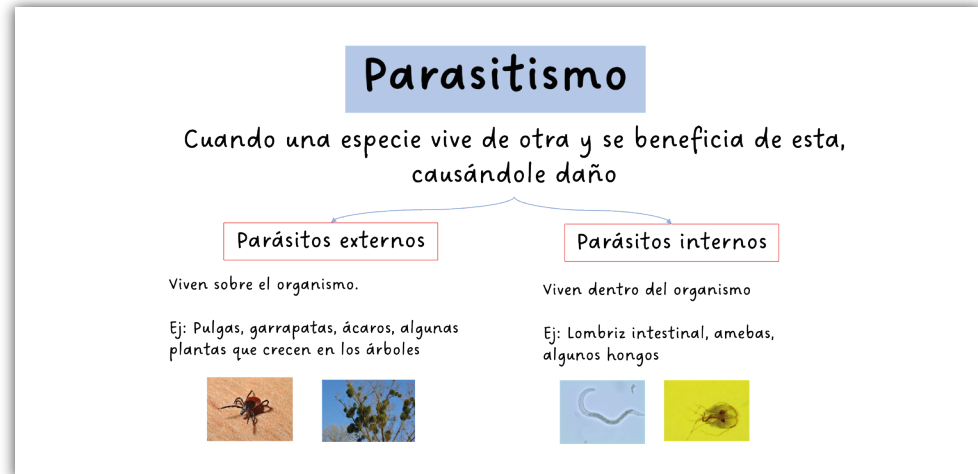 Parasitismo
Cuando una especie vive de otra y se beneficia de esta,
causándole daño
Parásitos externos
Viven sobre el organismo.
Ej: Pulgas, garrapatas, ácaros, algunas
plantas que crecen en los árboles
Parásitos internos
Viven dentro del organismo
Ej: Lombriz intestinal, amebas,
algunos hongos